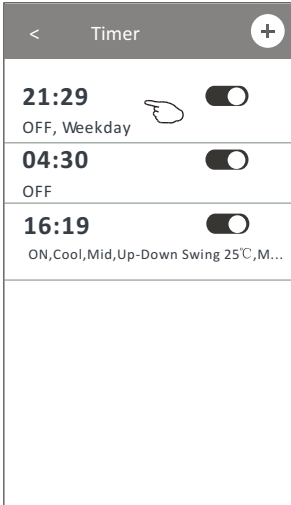 < Timer +
21:29
OFF, Weekday
04:30
OFF
16:19
ON,Cool,Mid,Up-Down Swing 25℃,M...